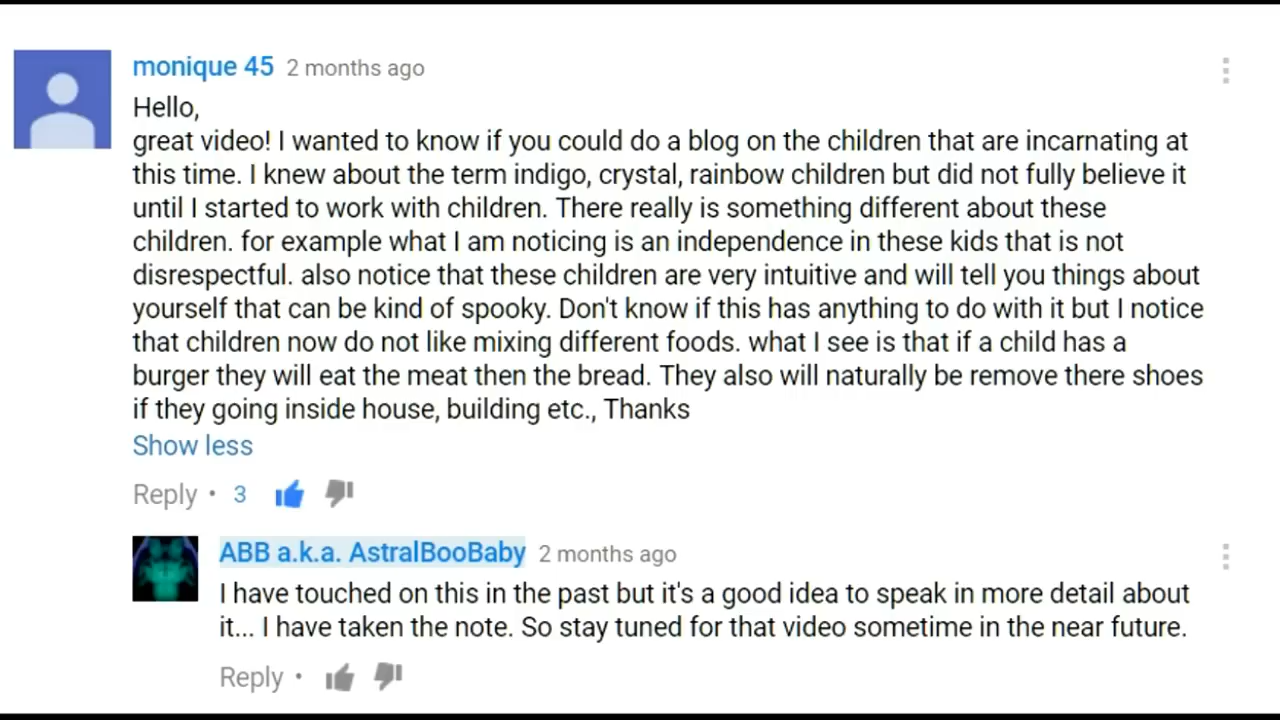 monique 45 2 months ago
Hello,
great video! I wanted to know if you could do a blog on the children that are incarnating at
this time. I knew about the term indigo, crystal, rainbow children but did not fully believe it
until I started to work with children. There really is something different about these
children. for example what I am noticing is an independence in these kids that is not
disrespectful. also notice that these children are very intuitive and will tell you things about
yourself that can be kind of spooky. Don't know if this has anything to do with it but I notice
that children now do not like mixing different foods. what I see is that if a child has a
burger they will eat the meat then the bread. They also will naturally be remove there shoes
if they going inside house, building etc., Thanks
Show less
Reply • 3
ABB a.k.a. AstralBooBaby 2 months ago
I have touched on this in the past but it's a good idea to speak in more detail about
it... I have taken the note. So stay tuned for that video sometime in the near future.
Reply •